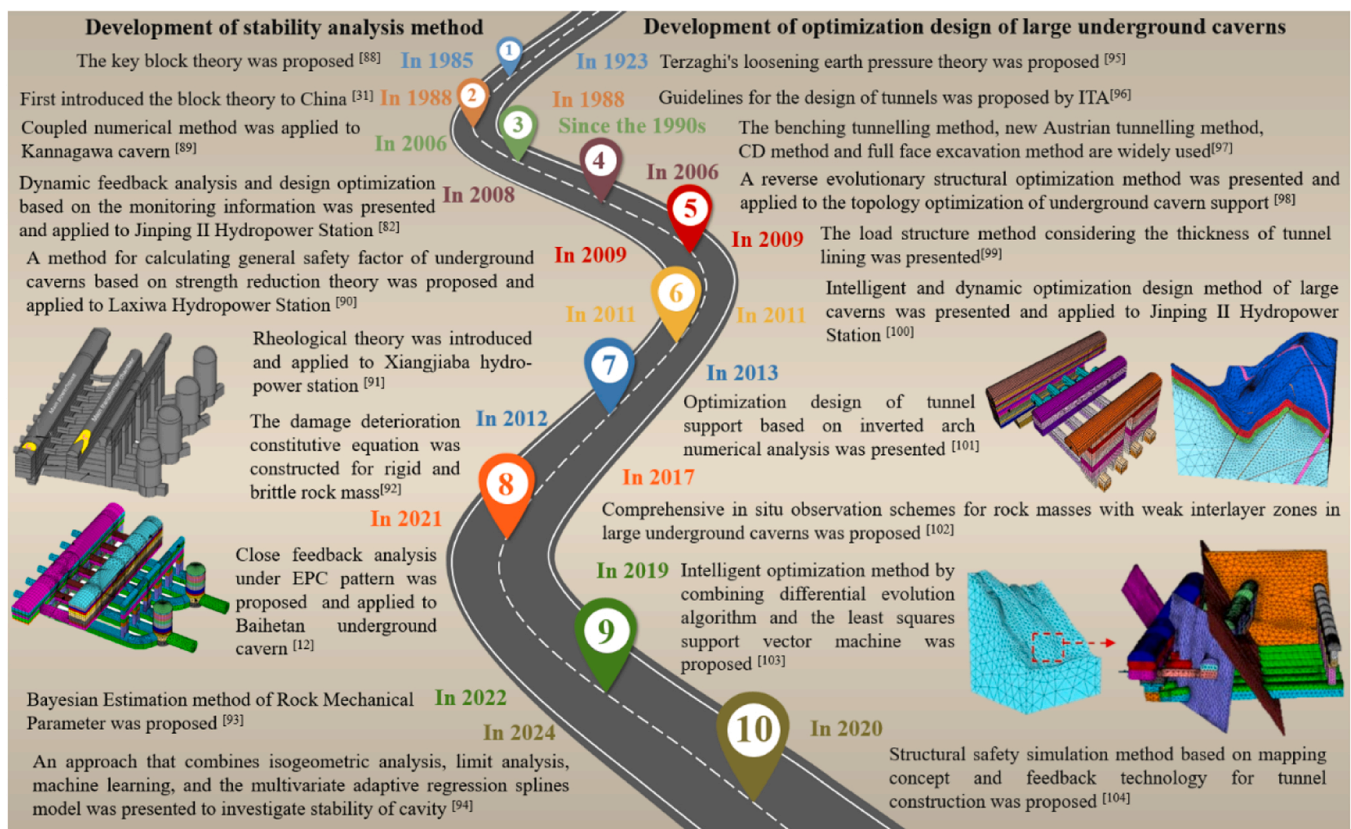 Development of stability analysis method
The key block theory was proposed [88]
In 1985
First introduced the block theory to China [31]
In 1988
Coupled numerical method was applied to
Kannagawa cavern [89]
In 2006
Dynamic feedback analysis and design optimization
based on the monitoring information was presented
and applied to Jinping II Hydropower Station [82]
In 2008
A method for calculating general safety factor of underground
caverns based on strength reduction theory was proposed and
applied to Laxiwa Hydropower Station [90]
In 2009
Rheological theory was introduced
and applied to Xiangjiaba hydro-
power station [91]
In 2011
The damage deterioration
constitutive equation was
constructed for rigid and
brittle rock mass[92]
In 2012
In 2021
Close feedback analysis
under EPC pattern was
proposed and applied to
Baihetan underground
cavern [12]
Bayesian Estimation method of Rock Mechanical
Parameter was proposed [93]
In 2022
In 2024
An approach that combines isogeometric analysis, limit analysis,
machine learning, and the multivariate adaptive regression splines
model was presented to investigate stability of cavity [94]
1
2
3
4
5
6
7
8
9
10
Development of optimization design of large underground caverns
In 1923
Terzaghi's loosening earth pressure theory was proposed [95]
In 1988
Guidelines for the design of tunnels was proposed by ITA[96]
Since the 1990s
The benching tunnelling method, new Austrian tunnelling method,
CD method and full face excavation method are widely used[97]
In 2006
A reverse evolutionary structural optimization method was presented and
applied to the topology optimization of underground cavern support [98]
In 2009
The load structure method considering the thickness of tunnel
lining was presented[99]
In 2011
Intelligent and dynamic optimization design method of large
caverns was presented and applied to Jinping II Hydropower
Station [100]
In 2013
Optimization design of tunnel
support based on inverted arch
numerical analysis was presented [101]
In 2017
Comprehensive in situ observation schemes for rock masses with weak interlayer zones in
large underground caverns was proposed [102]
In 2019
Intelligent optimization method by
combining differential evolution
algorithm and the least squares
support vector machine was
proposed [103]
In 2020
Structural safety simulation method based on mapping
concept and feedback technology for tunnel
construction was proposed [104]